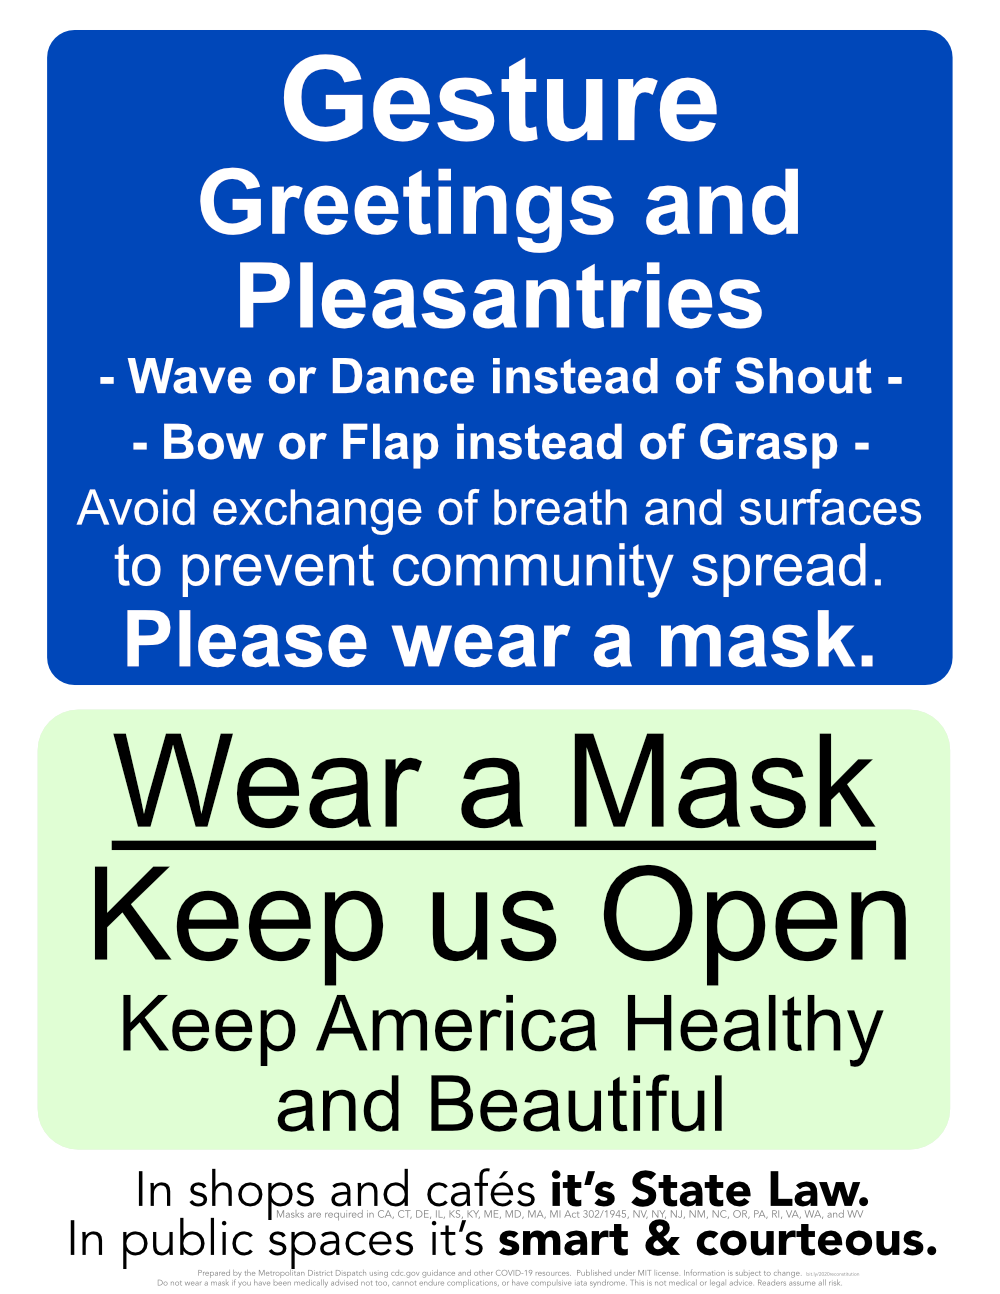 Gesture
Greetings and
Pleasantries
- Wave or Dance instead of Shout -
- Bow or Flap instead of Grasp -
Avoid exchange of breath and surfaces
to prevent community spread.
Please wear a mask.
Wear a Mask
Keep us Open
Keep America Healthy
and Beautiful
In shops and cafés it’s State Law.
Masks are required in CA, CT, DE, IL, KS, KY, ME, MD, MA, MI Act 302/1945, NV, NY, NJ, NM, NC, OR, PA, RI, VA, WA, and WV
In public spaces it’s smart & courteous.
Prepared by the Metropolitan District Dispatch using cdc.gov guidance and other COVID-19 resources. Published under MIT license. Information is subject to change.
Do not wear a mask if you have been medically advised not too, cannot endure complications, or have compulsive iata syndrome. This is not medical or legal advice. Readers assume all risk.